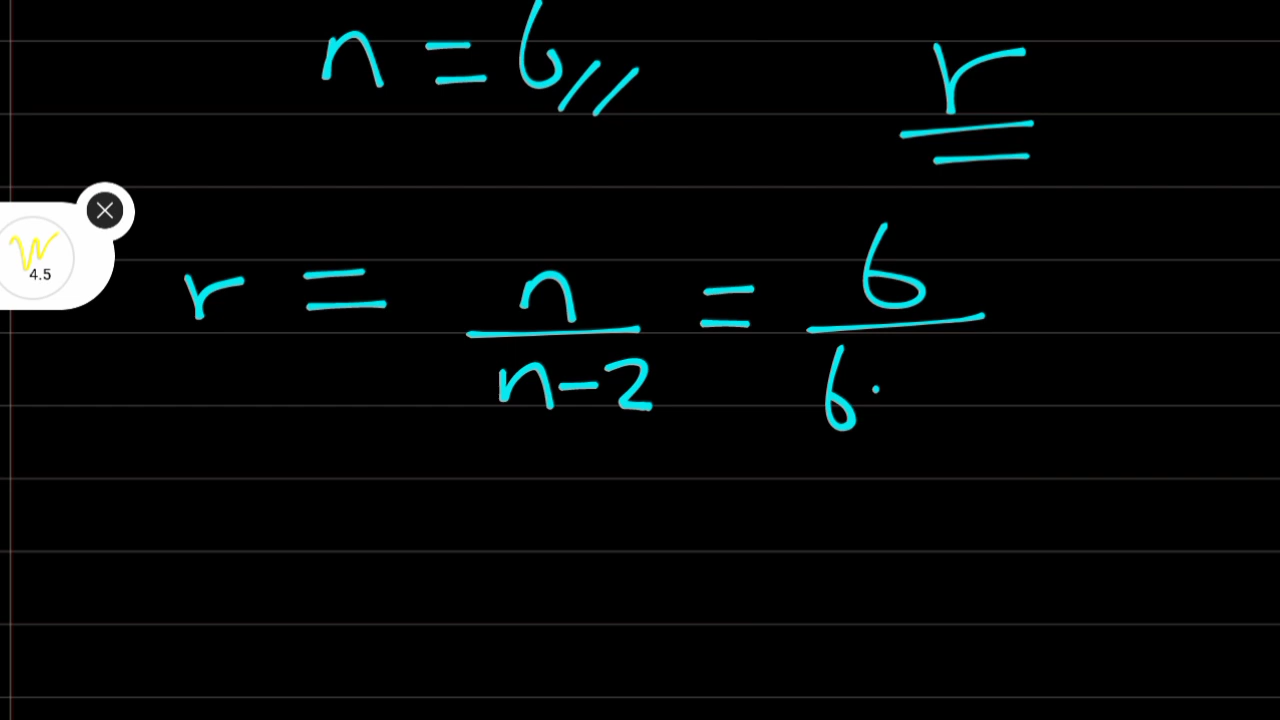 n = 6//
r
r = n/(n-2) = 6/6·
W
4.5